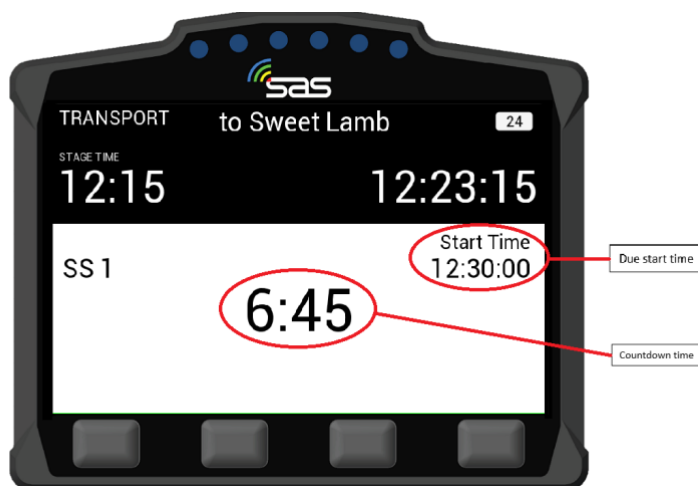 sas
TRANSPORT to Sweet Lamb 24
STAGE TIME
12:15 12:23:15
Start Time
SS 1 12:30:00
6:45
Due start time
Countdown time